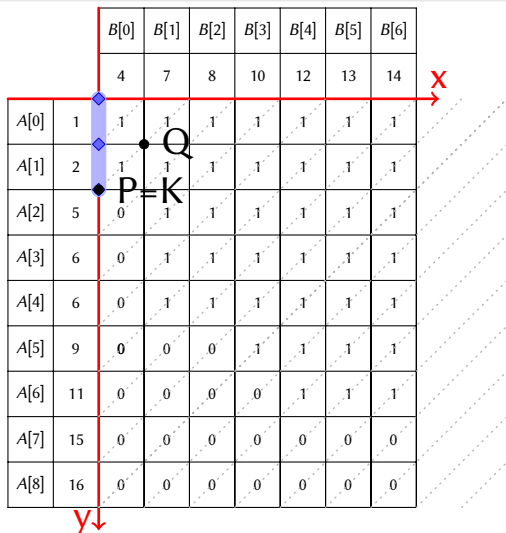 B[0] B[1] B[2] B[3] B[4] B[5] B[6]
4 7 8 10 12 13 14
x
A[0] 1 1 1 1 1 1 1 1
Q
A[1] 2 1 1 1 1 1 1 1
P=K
A[2] 5 0 1 1 1 1 1 1
A[3] 6 0 1 1 1 1 1 1
A[4] 6 0 1 1 1 1 1 1
A[5] 9 0 0 0 1 1 1 1
A[6] 11 0 0 0 0 1 1 1
A[7] 15 0 0 0 0 0 0 0
A[8] 16 0 0 0 0 0 0 0
y